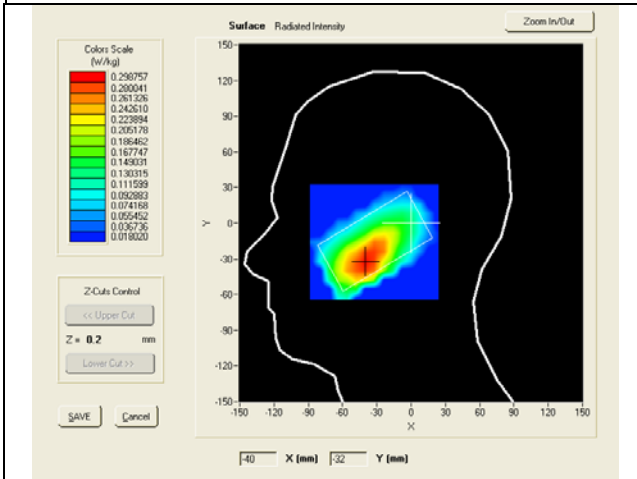 Surface Radiated Intensity
Zoom In/Out
Colors Scale
(W/kg)
0.298757
0.280041
0.261326
0.242610
0.223894
0.205178
0.186462
0.167747
0.149031
0.130315
0.111599
0.092883
0.074168
0.055452
0.036736
0.018020
150
120
90
60
30
0
-30
-60
-90
-120
-150
Y
-150 -120 -90 -60 -30 0 30 60 90 120 150
X
Z-Cuts Control
<< Upper Cut
Z = 0.2 mm
Lower Cut >>
SAVE Cancel
-40 X (mm) -32 Y (mm)